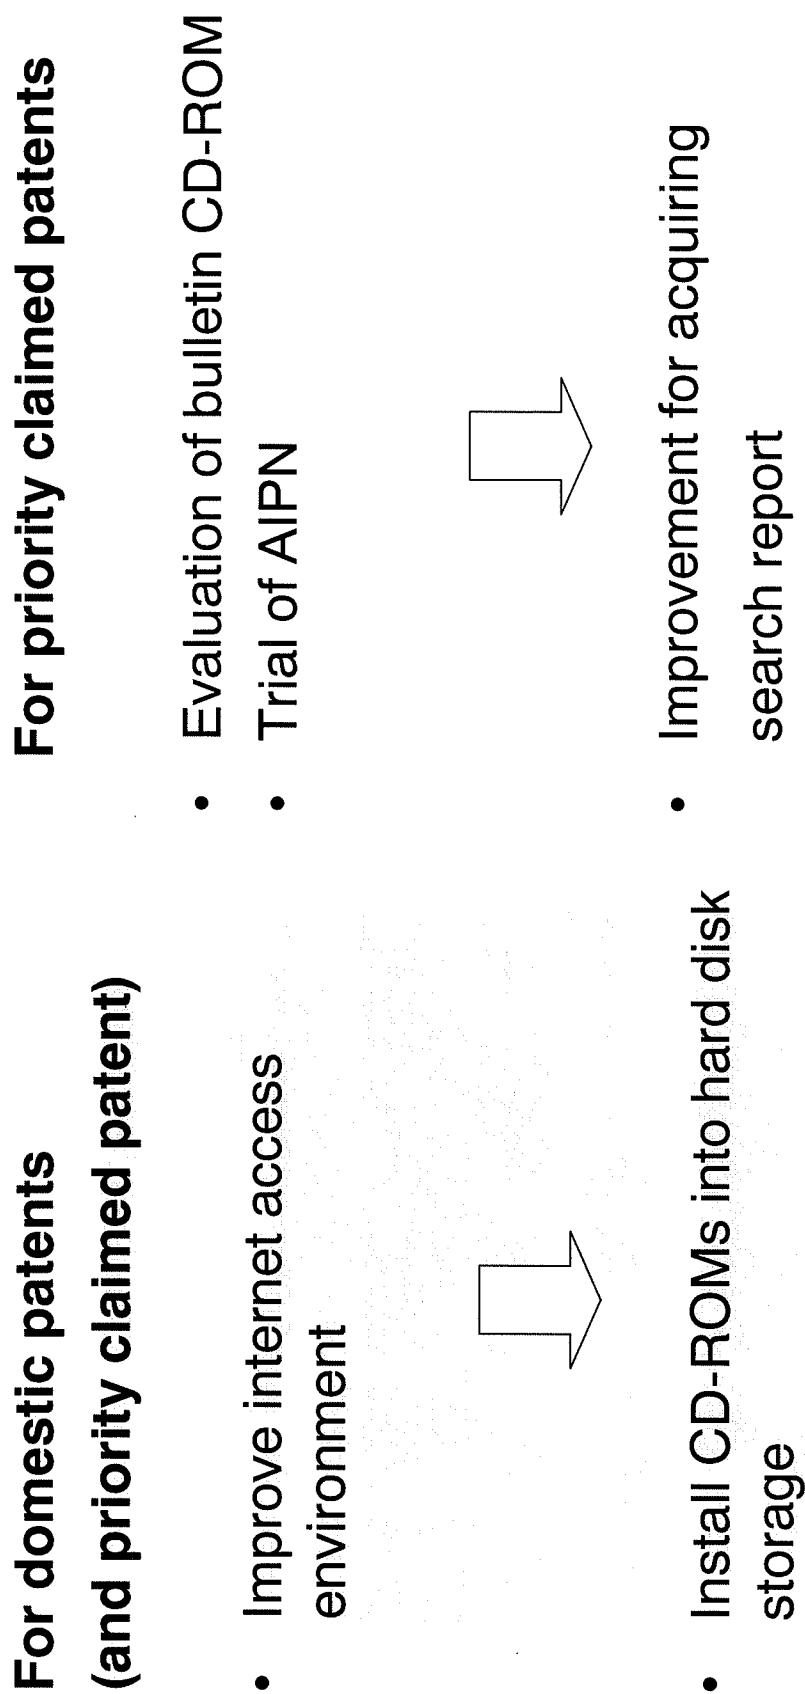 For domestic patents
(and priority claimed patent)
• Improve internet access
environment
• Install CD-ROMs into hard disk
storage
For priority claimed patents
• Evaluation of bulletin CD-ROM
• Trial of AIPN
• Improvement for acquiring
search report